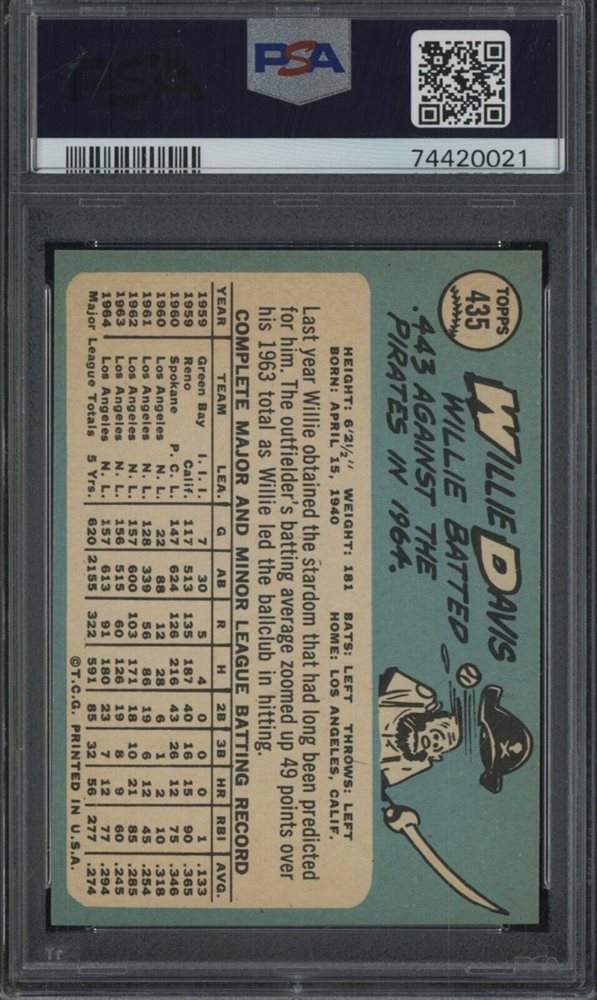 PSA
PSA
74420021
TOPPS
435
WILLIE DAVIS
WILLIE BATTED
.443 AGAINST THE
PIRATES IN 1964.
HEIGHT: 6'2½" WEIGHT: 181 BATS: LEFT THROWS: LEFT
BORN: APRIL 15, 1940 HOME: LOS ANGELES, CALIF.
Last year Willie obtained the stardom that had long been predicted
for him. The outfielder's batting average zoomed up 49 points over
his 1963 total as Willie led the ballclub in hitting.
COMPLETE MAJOR AND MINOR LEAGUE BATTING RECORD
YEAR TEAM LEA. G AB R H 2B 3B HR RBI AVG.
1959 Green Bay I. I. I. 7 30 5 4 0 0 0 1 .133
1959 Reno Calif. 117 513 135 187 40 16 15 90 .365
1960 Spokane P. C. L. 147 624 126 216 43 26 12 75 .346
1960 Los Angeles N. L. 22 88 12 28 6 1 2 10 .318
1961 Los Angeles N. L. 128 339 56 86 19 6 12 45 .254
1962 Los Angeles N. L. 157 600 103 171 18 10 21 85 .285
1963 Los Angeles N. L. 156 515 60 126 19 8 9 60 .245
1964 Los Angeles N. L. 157 613 91 180 23 7 12 77 .294
Major League Totals 5 Yrs. 620 2155 322 591 85 32 56 277 .274
©T.C.G. PRINTED IN U.S.A.